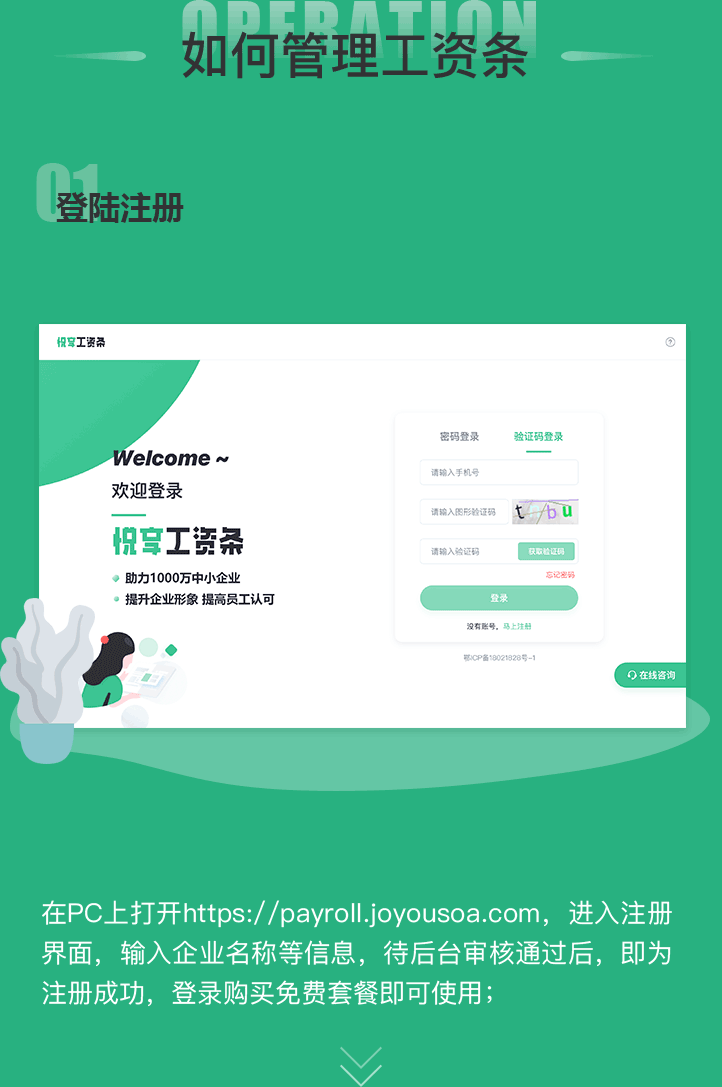 OPERATION
如何管理工资条
01
登陆注册
悦享工资条
密码登录 验证码登录
Welcome ~
请输入手机号
欢迎登录
请输入图形验证码
悦享工资条
请输入验证码 获取验证码
忘记密码
助力1000万中小企业
提升企业形象 提高员工认可
登录
没有账号，马上注册
鄂ICP备18021828号-1
在线咨询
在PC上打开https://payroll.joyousoa.com，进入注册
界面，输入企业名称等信息，待后台审核通过后，即为
注册成功，登录购买免费套餐即可使用；